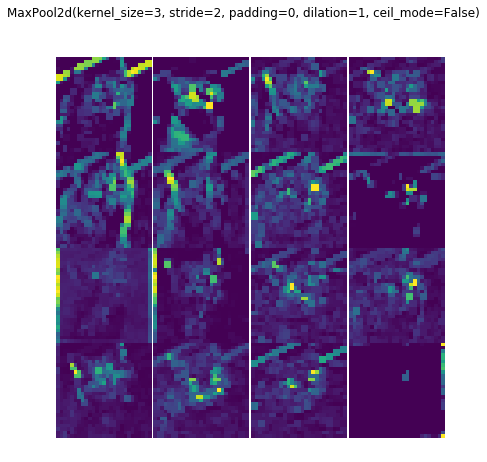 MaxPool2d(kernel_size=3, stride=2, padding=0, dilation=1, ceil_mode=False)